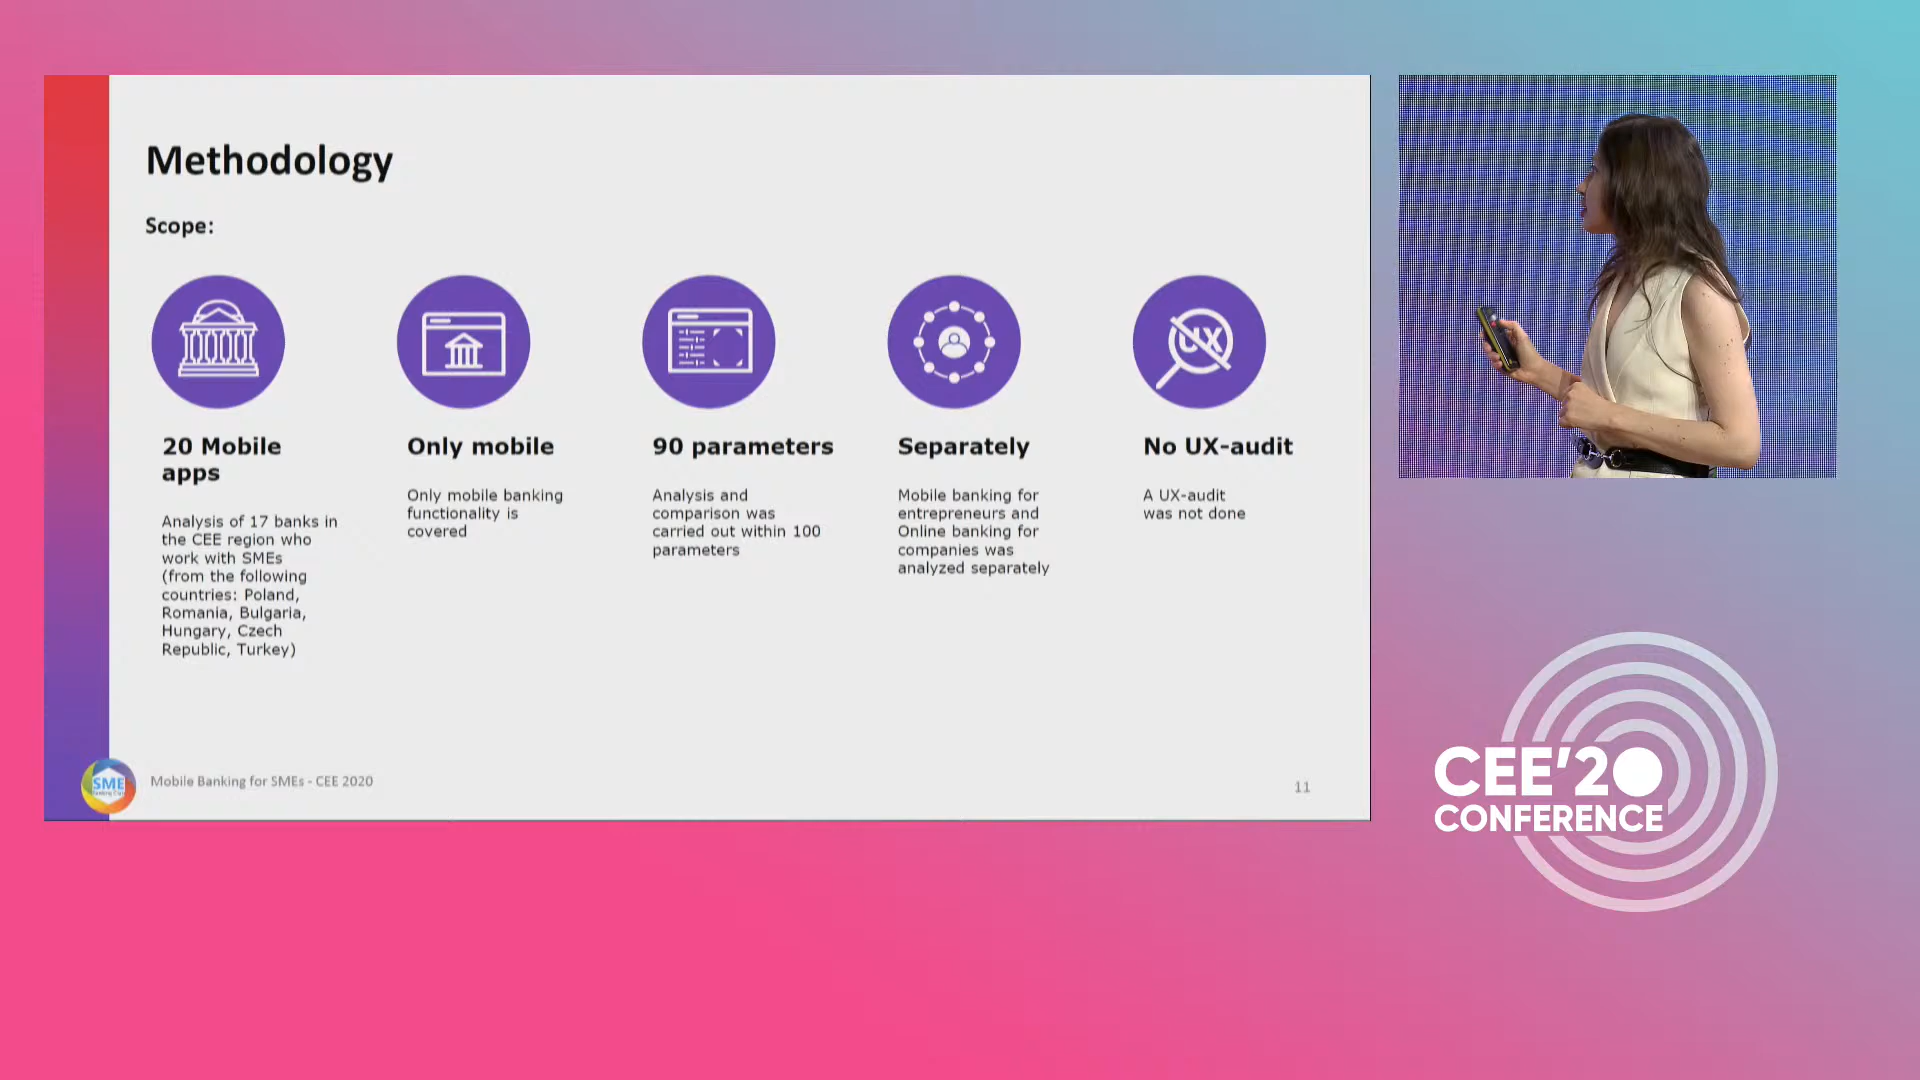 Methodology
Scope:
UX
20 Mobile
apps
Analysis of 17 banks in
the CEE region who
work with SMEs
(from the following
countries: Poland,
Romania, Bulgaria,
Hungary, Czech
Republic, Turkey)
Only mobile
Only mobile banking
functionality is
covered
90 parameters
Analysis and
comparison was
carried out within 100
parameters
Separately
Mobile banking for
entrepreneurs and
Online banking for
companies was
analyzed separately
No UX-audit
A UX-audit
was not done
SME
Banking Club
Mobile Banking for SMEs - CEE 2020
11
CEE'20
CONFERENCE